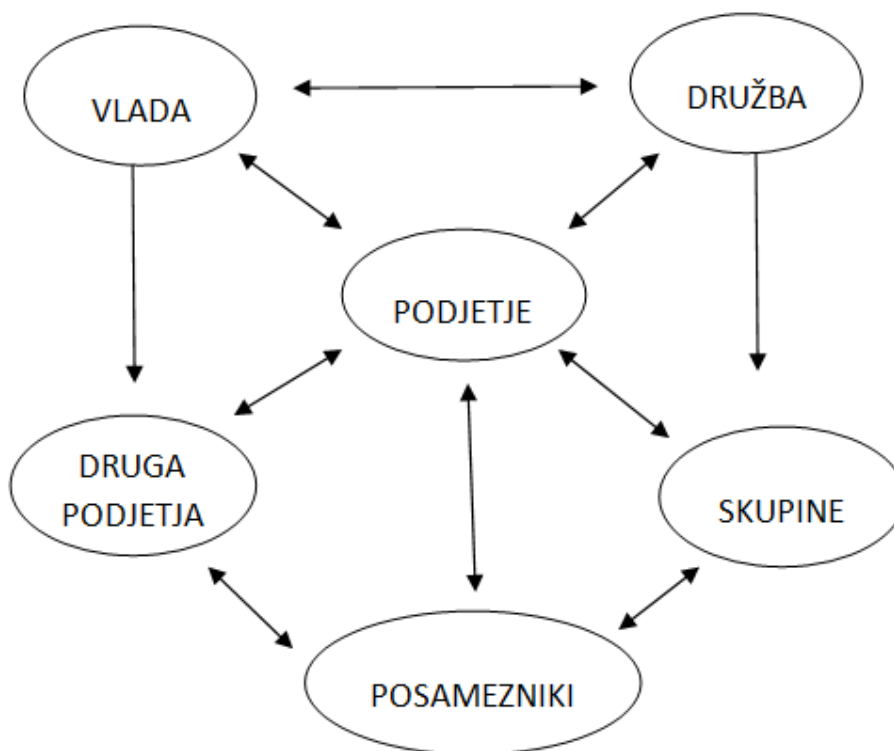 VLADA
DRUŽBA
PODJETJE
DRUGA
PODJETJA
SKUPINE
POSAMEZNIKI